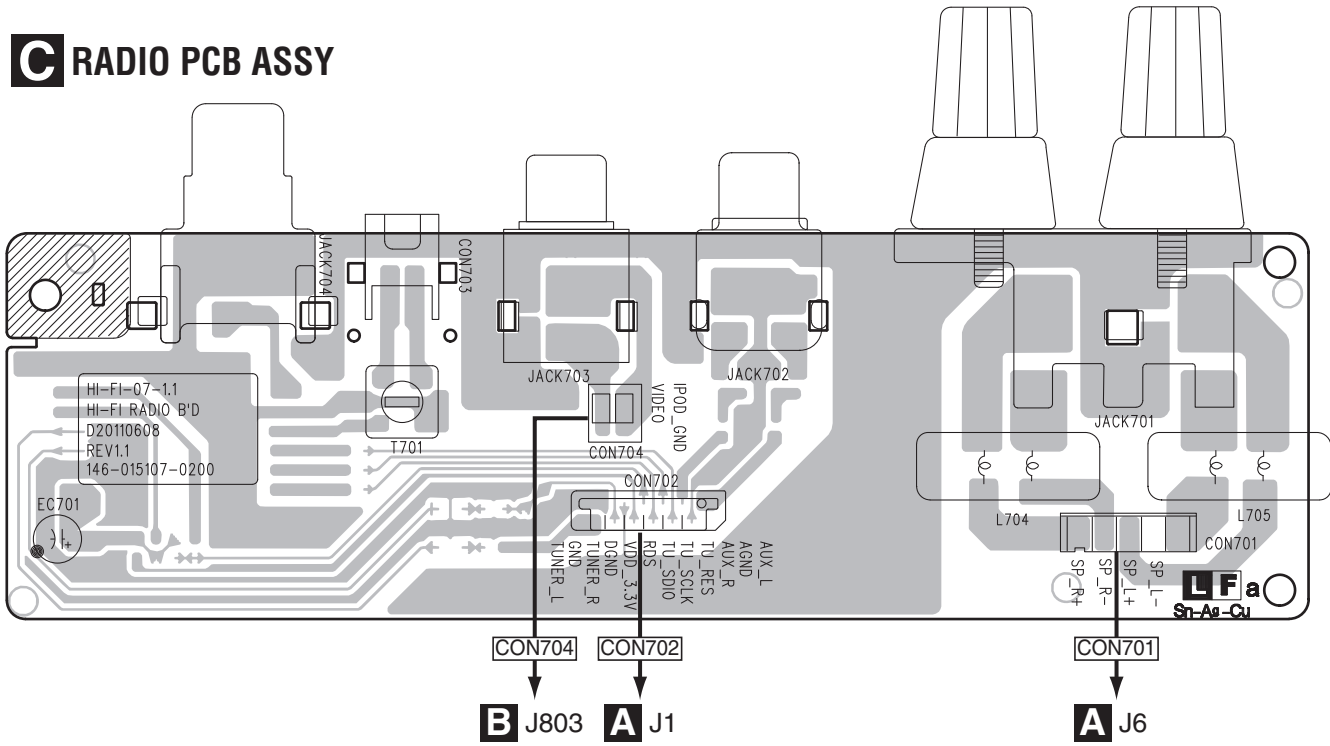 C RADIO PCB ASSY
JACK704
CON703
JACK703
JACK702
JACK701
HI-FI-07-1.1
HI-FI RADIO B'D
D20110608
REV1.1
146-015107-0200
T701
VIDEO
IPOD_GND
CON704
CON702
EC701
L704
L705
CON701
TUNER_L
GND
TUNER_R
DGND
VDD_3.3V
RDS
TU_SDIO
TU_SCLK
TU_RES
AUX_R
AGND
AUX_L
SP_R+
SP_R-
SP_L+
SP_L-
L F a
Sn-Ag-Cu
CON704
CON702
CON701
B J803
A J1
A J6